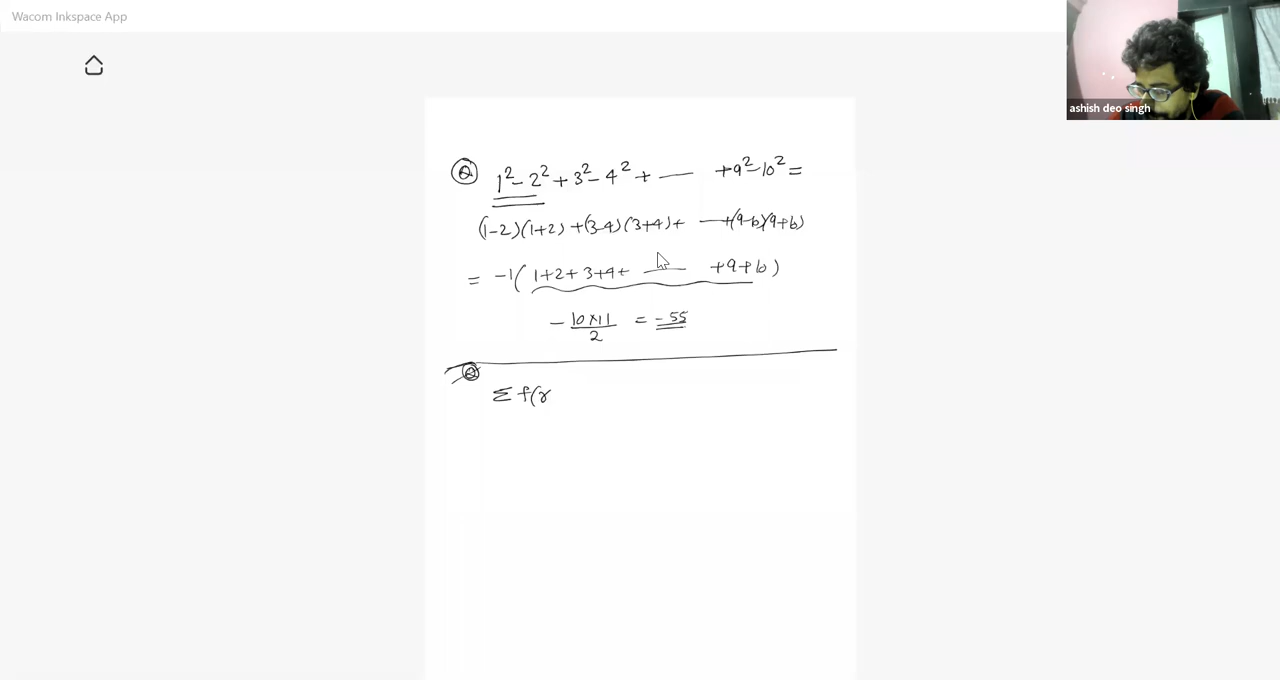 Wacom Inkspace App
ashish deo singh
Q 1² - 2² + 3² - 4² + — +9² - 10² =
(1-2)(1+2) + (3-4)(3+4) + — +(9-10)(9+10)
= -1( 1+2+3+4+ — +9+10 )
- 10×11/2 = -55
Q
Σ f(r